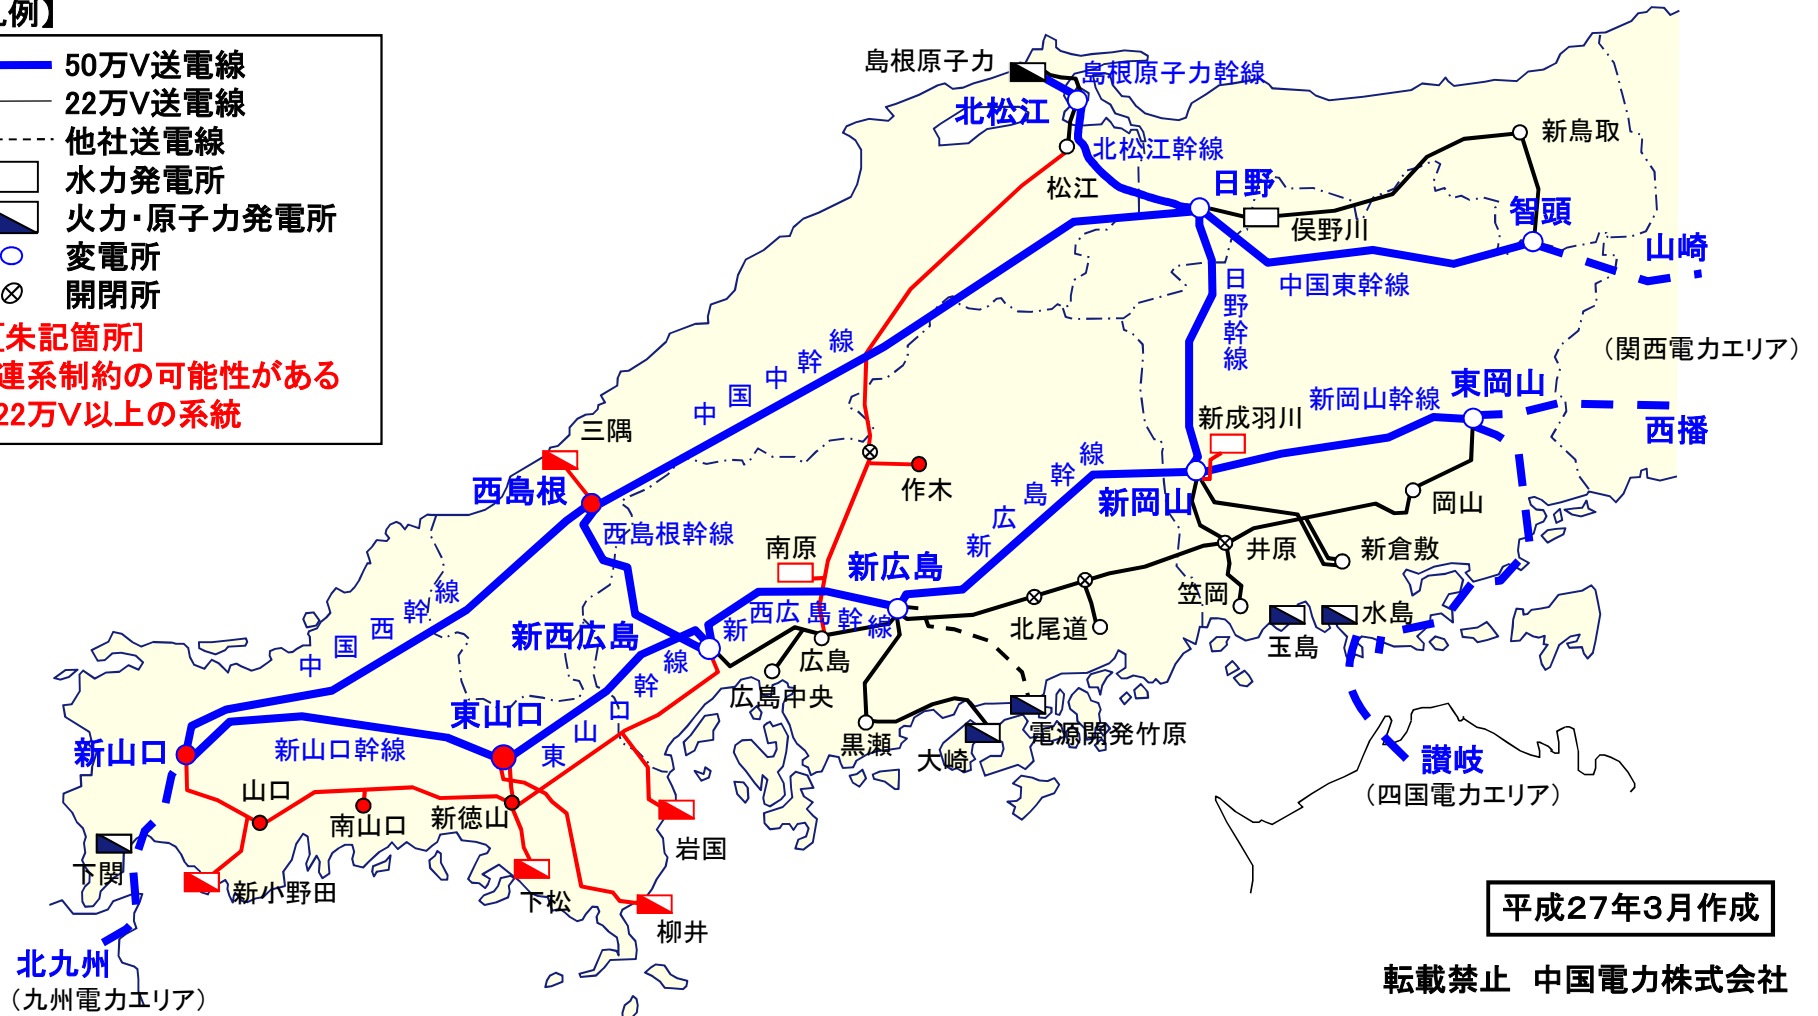 凡例】
50万V送電線
22万V送電線
他社送電線
水力発電所
火力・原子力発電所
変電所
開閉所
[朱記箇所]
連系制約の可能性がある
22万V以上の系統
島根原子力
島根原子力幹線
北松江
北松江幹線
松江
日野
俣野川
新鳥取
智頭
山崎
中国東幹線
日野幹線
(関西電力エリア)
東岡山
西播
新岡山幹線
新成羽川
中国中幹線
三隅
西島根
西島根幹線
作木
新広島幹線
新岡山
岡山
南原
新広島
井原
新倉敷
笠岡
水島
玉島
北尾道
中国西幹線
新西広島
新西広島幹線
広島
広島中央
東山口
東山口幹線
黒瀬
大崎
電源開発竹原
新山口
新山口幹線
讃岐
(四国電力エリア)
山口
南山口
新徳山
岩国
下関
新小野田
下松
柳井
平成27年3月作成
北九州
(九州電力エリア)
転載禁止 中国電力株式会社